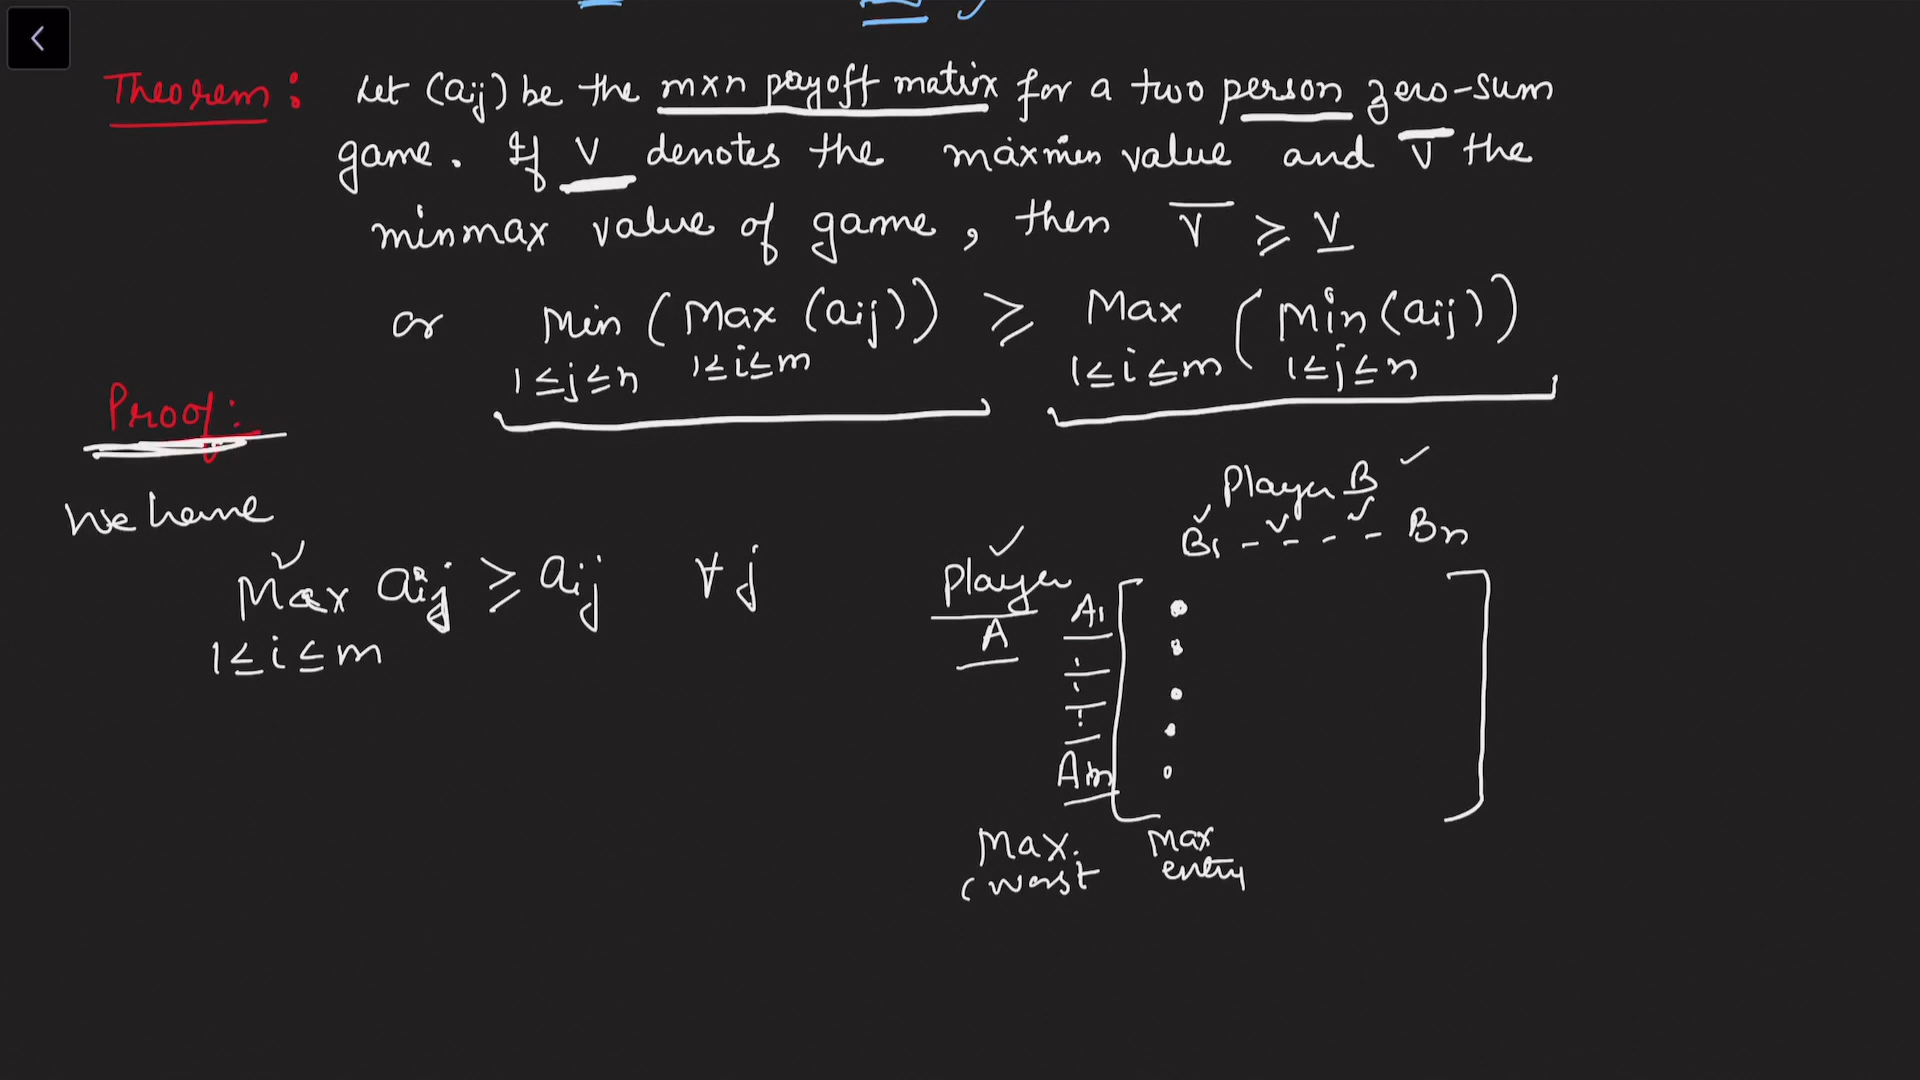 Theorem: Let (aij) be the mxn payoff matrix for a two person zero-sum
game. If V denotes the maxmin value and V̅ the
minmax value of game, then V̅ ⩾ V̲
or Min (Max (aij)) ⩾ Max (Min (aij))
1≤j≤n 1≤i≤m 1≤i≤m 1≤j≤n
Proof:
We have
Max aij ⩾ aij ∀ j
1≤i≤m
Player B
B1 - - - - Bn
Player
A
A1
Am
Max.
(worst
Max
entry